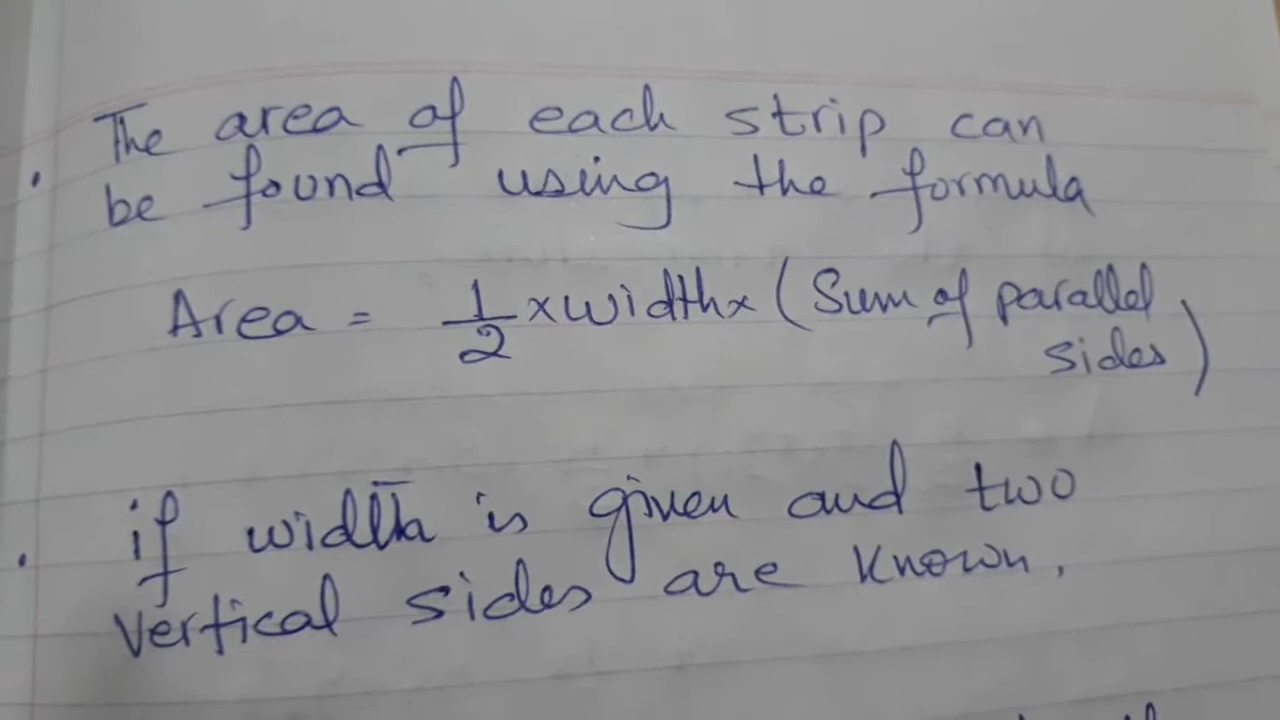 The area of each strip can
be found using the formula
Area = 1/2 x width x (Sum of parallel
sides)
if width is given and two
vertical sides are known.